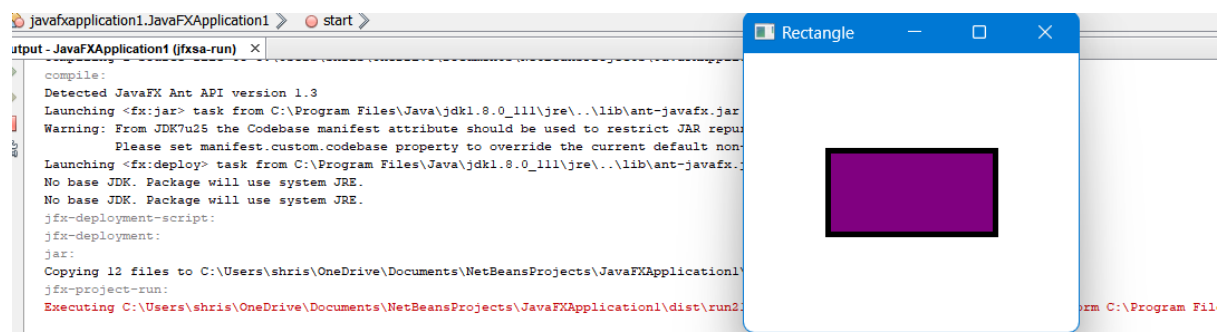 javafxapplication1.JavaFXApplication1 start
Rectangle
utput - JavaFXApplication1 (jfxsa-run) ×
compile:
Detected JavaFX Ant API version 1.3
Launching <fx:jar> task from C:\Program Files\Java\jdk1.8.0_111\jre\..\lib\ant-javafx.jar
Warning: From JDK7u25 the Codebase manifest attribute should be used to restrict JAR repu
Please set manifest.custom.codebase property to override the current default non-
Launching <fx:deploy> task from C:\Program Files\Java\jdk1.8.0_111\jre\..\lib\ant-javafx.j
No base JDK. Package will use system JRE.
No base JDK. Package will use system JRE.
jfx-deployment-script:
jfx-deployment:
jar:
Copying 12 files to C:\Users\shris\OneDrive\Documents\NetBeansProjects\JavaFXApplication1\
jfx-project-run:
Executing C:\Users\shris\OneDrive\Documents\NetBeansProjects\JavaFXApplication1\dist\run2 rm C:\Program Fil